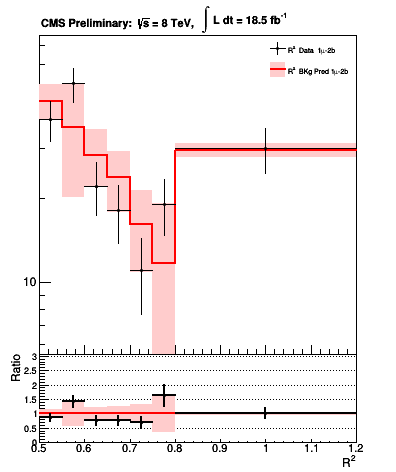 CMS Preliminary: √s = 8 TeV, ∫ L dt = 18.5 fb⁻¹
R² Data 1μ-2b
R² BKg Pred 1μ-2b
10
Ratio
3
2.5
2
1.5
1
0.5
0
0.5 0.6 0.7 0.8 0.9 1 1.1 1.2
R²